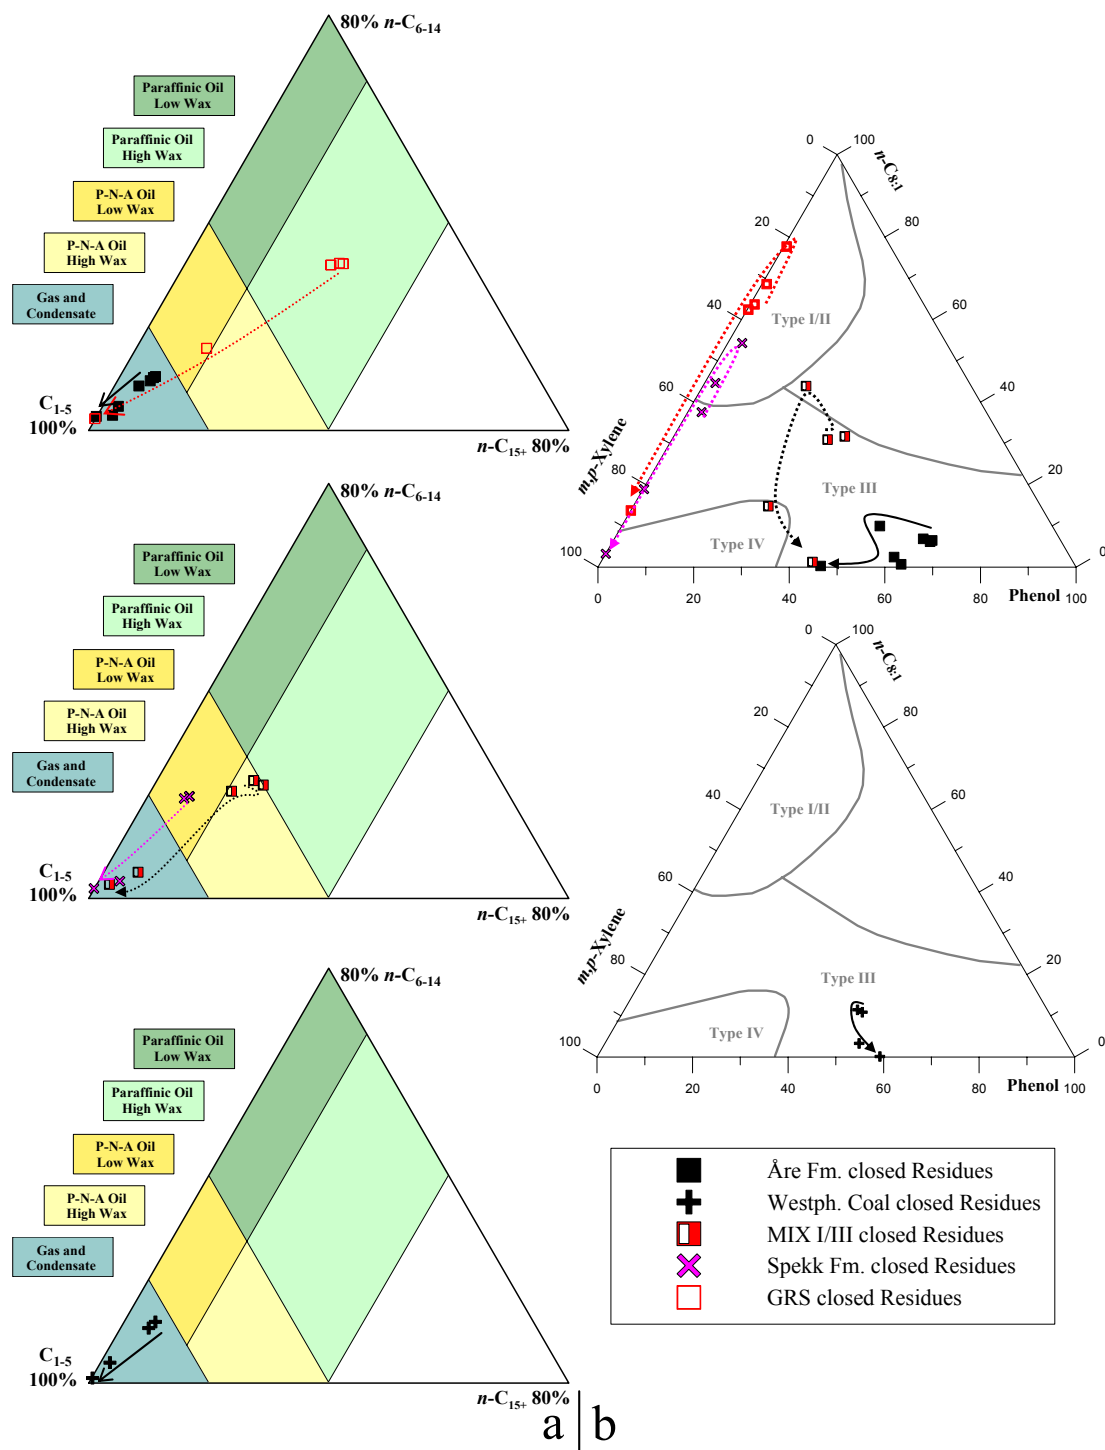 80% n-C6-14
Paraffinic Oil
Low Wax
Paraffinic Oil
High Wax
P-N-A Oil
Low Wax
P-N-A Oil
High Wax
Gas and
Condensate
C1-5
100%
n-C15+ 80%
80% n-C6-14
Paraffinic Oil
Low Wax
Paraffinic Oil
High Wax
P-N-A Oil
Low Wax
P-N-A Oil
High Wax
Gas and
Condensate
C1-5
100%
n-C15+ 80%
80% n-C6-14
Paraffinic Oil
Low Wax
Paraffinic Oil
High Wax
P-N-A Oil
Low Wax
P-N-A Oil
High Wax
Gas and
Condensate
C1-5
100%
n-C15+ 80%
a
0 100
n-C8:1
20 80
40 60
Type I/II
60 40
m,p-Xylene
80 20
Type III
Type IV
100 0
Phenol
0 20 40 60 80 100
0 100
n-C8:1
20 80
40 60
Type I/II
60 40
m,p-Xylene
80 20
Type III
Type IV
100 0
Phenol
0 20 40 60 80 100
Åre Fm. closed Residues
Westph. Coal closed Residues
MIX I/III closed Residues
Spekk Fm. closed Residues
GRS closed Residues
b